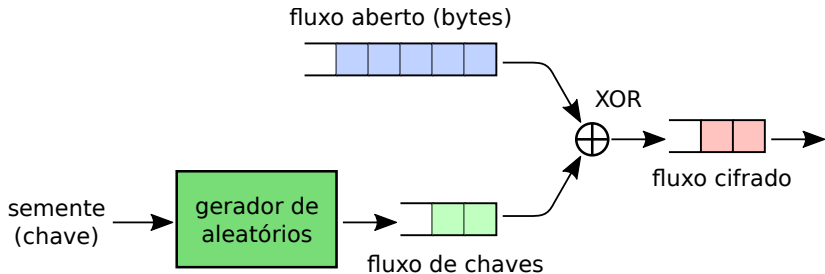 fluxo aberto (bytes)
XOR
fluxo cifrado
semente
(chave)
gerador de
aleatórios
fluxo de chaves